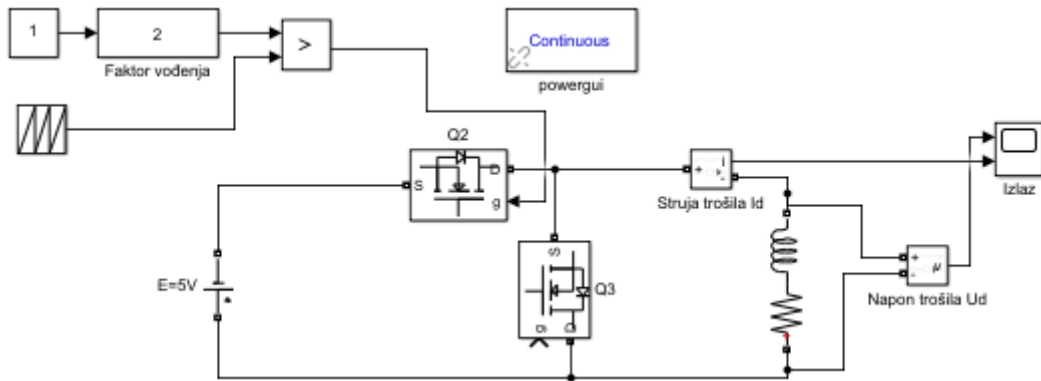 1
2
>
Faktor vođenja
Continuous
powergui
Q2
S
D
g
+
i
-
Struja trošila Id
Izlaz
E=5V
S
Q3
g
D
+
-
Napon trošila Ud